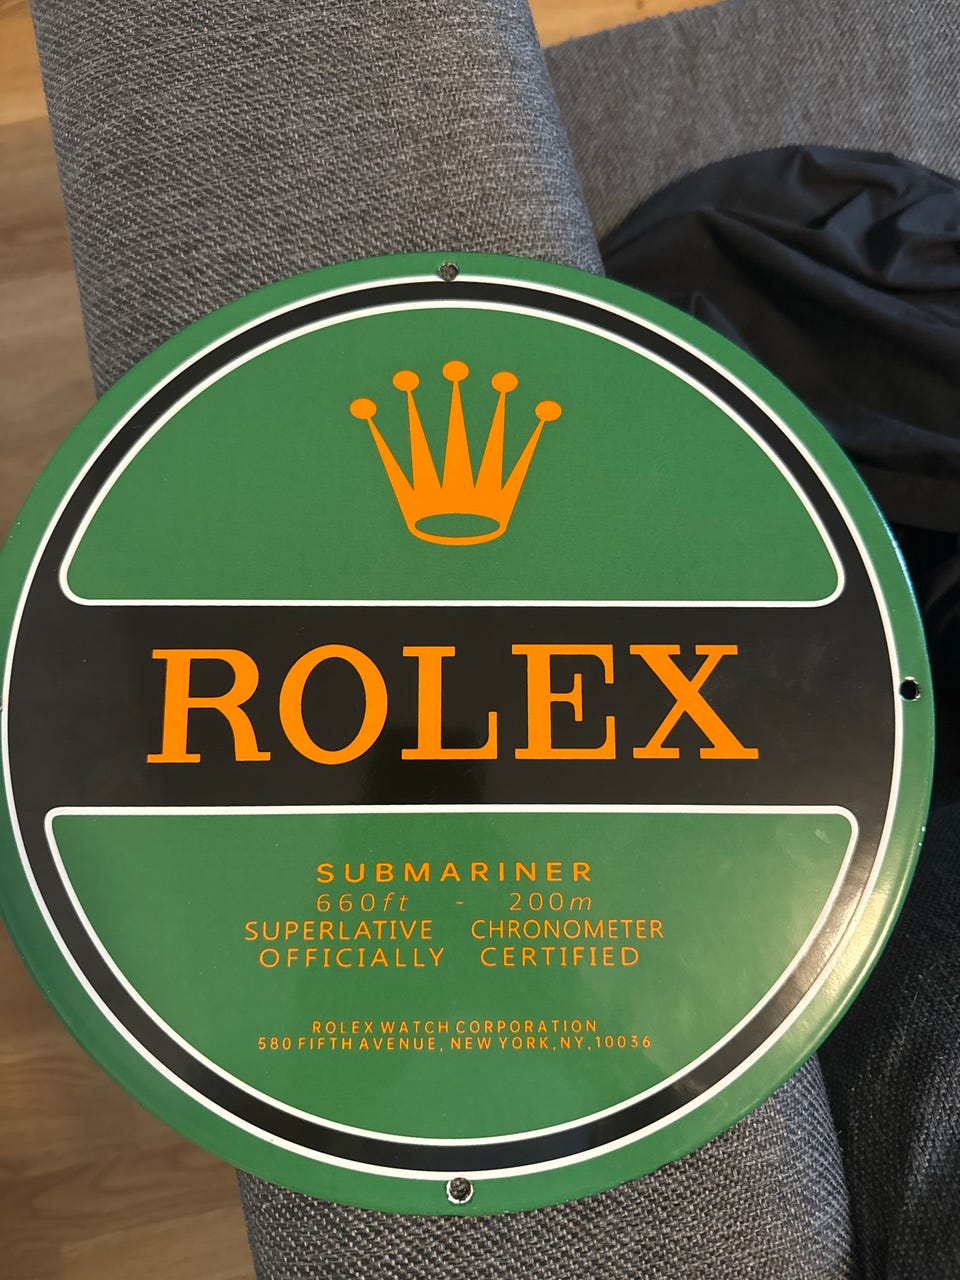 ROLEX
SUBMARINER
660ft - 200m
SUPERLATIVE CHRONOMETER
OFFICIALLY CERTIFIED
ROLEX WATCH CORPORATION
580 FIFTH AVENUE, NEW YORK, NY, 10036